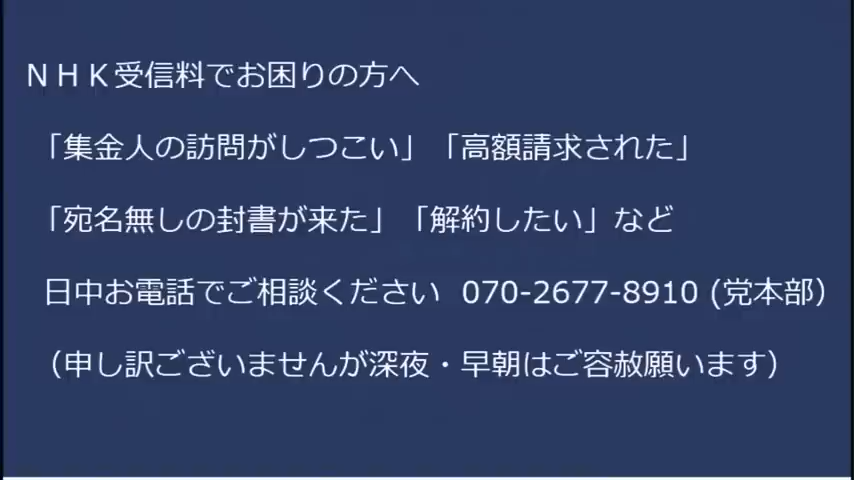 ＮＨＫ受信料でお困りの方へ
「集金人の訪問がしつこい」「高額請求された」
「宛名無しの封書が来た」「解約したい」など
日中お電話でご相談ください 070-2677-8910 (党本部）
（申し訳ございませんが深夜・早朝はご容赦願います）